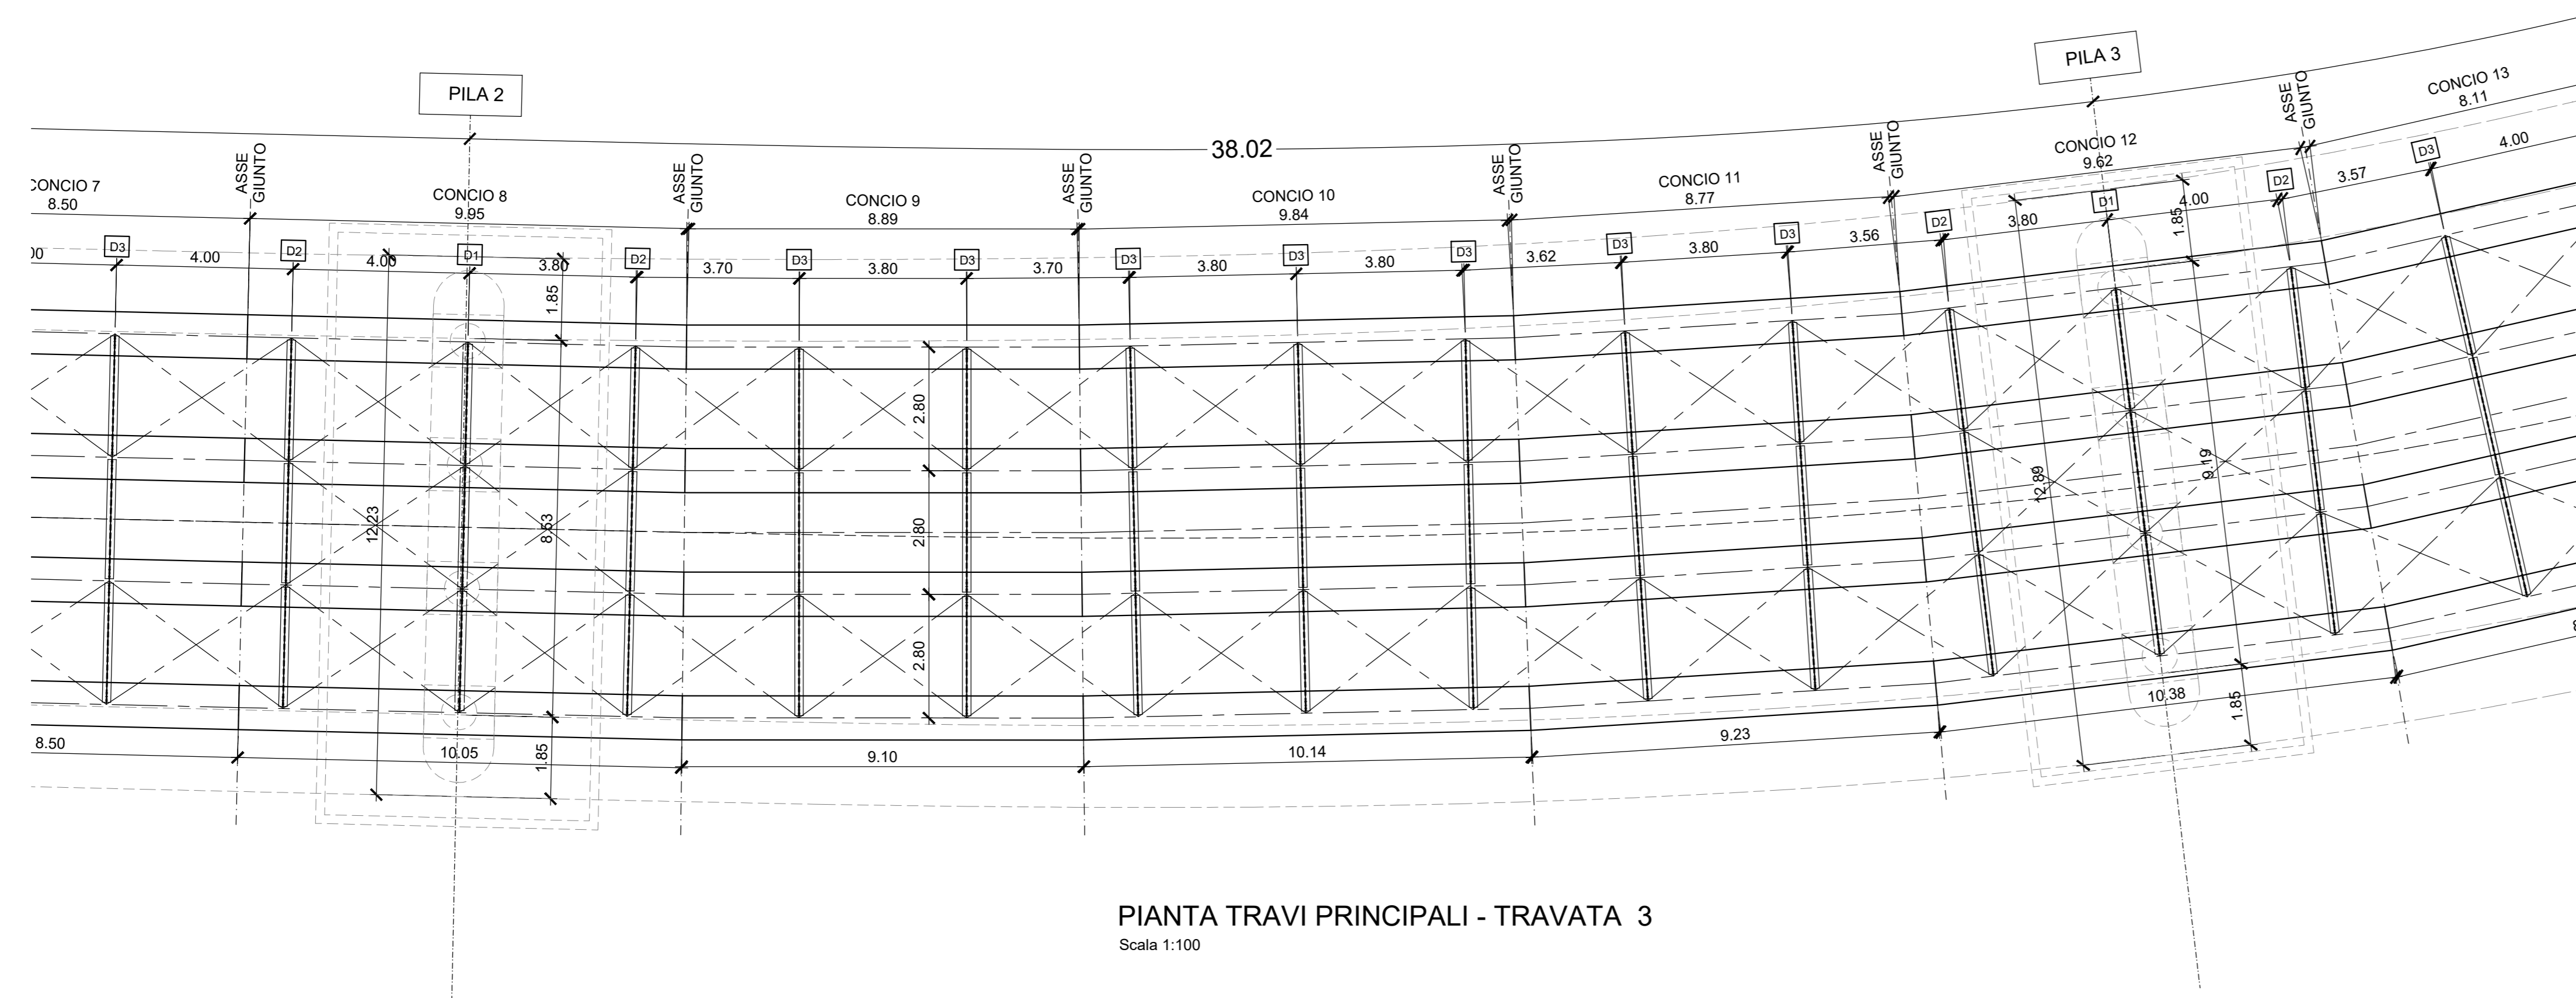 PILA 2
PILA 3
38.02
ASSE
GIUNTO
ASSE
GIUNTO
ASSE
GIUNTO
ASSE
GIUNTO
ASSE
GIUNTO
ASSE
GIUNTO
CONCIO 7
8.50
CONCIO 8
9.95
CONCIO 9
8.89
CONCIO 10
9.84
CONCIO 11
8.77
CONCIO 12
9.62
CONCIO 13
8.11
D3
D2
D1
D2
D3
D3
D3
D3
D3
D3
D3
D2
D1
D2
D3
4.00
4.00
3.80
3.70
3.80
3.70
3.80
3.80
3.62
3.80
3.56
3.80
4.00
3.57
4.00
1.85
12.23
8.53
1.85
2.80
2.80
2.80
1.85
12.89
9.19
1.85
8.50
10.05
9.10
10.14
9.23
10.38
PIANTA TRAVI PRINCIPALI - TRAVATA 3
Scala 1:100